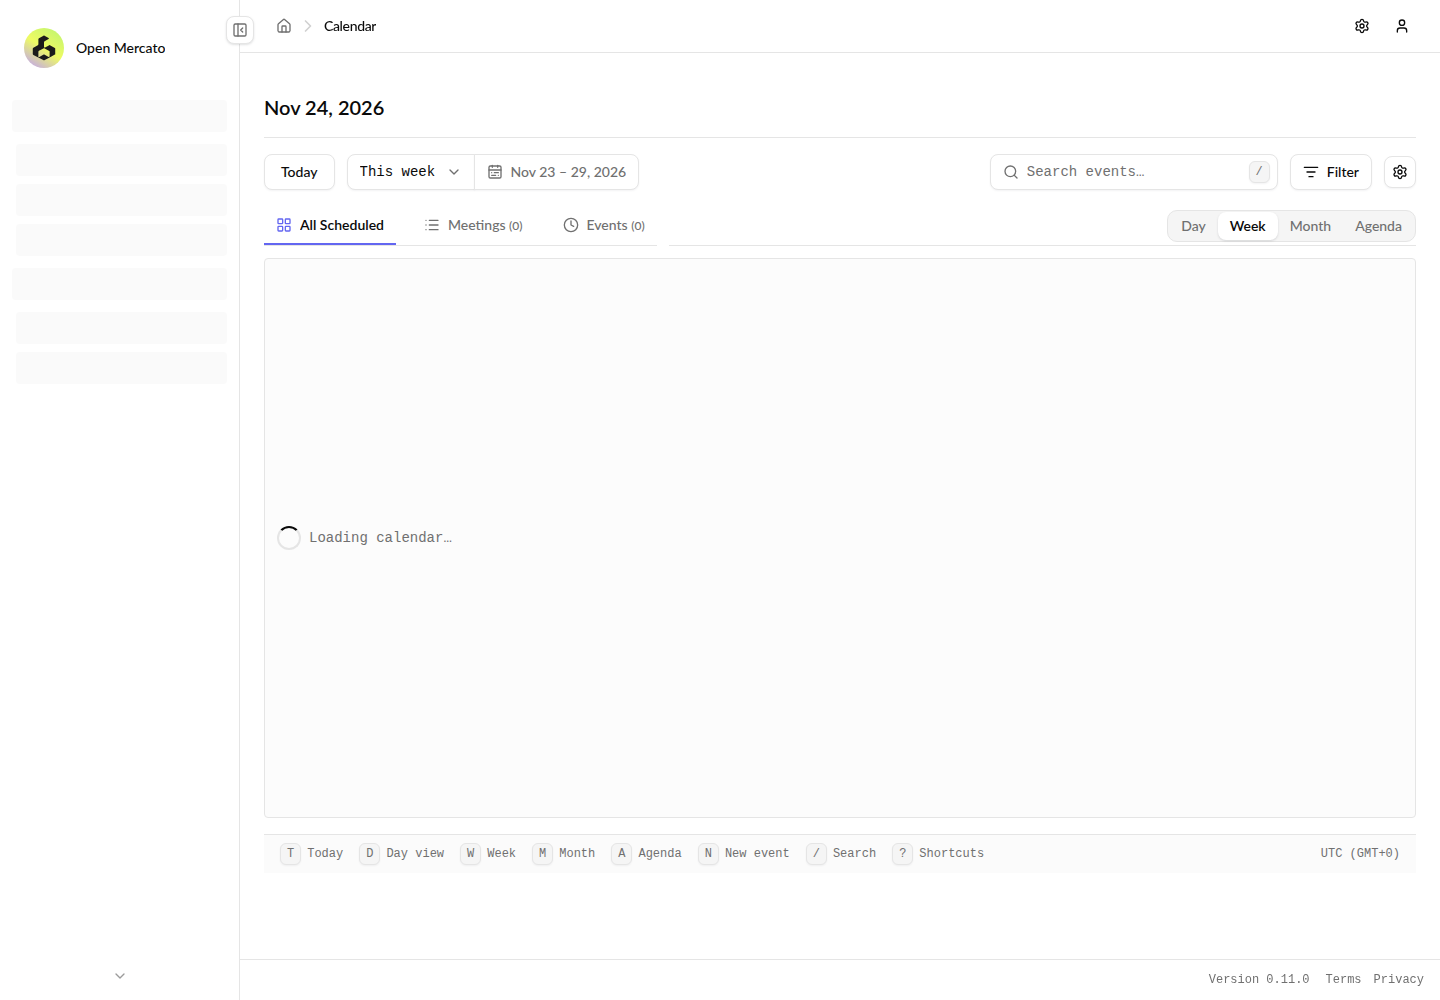 Open Mercato
Calendar
Nov 24, 2026
Today
This week
Nov 23 – 29, 2026
Search events…
/
Filter
All Scheduled
Meetings (0)
Events (0)
Day
Week
Month
Agenda
Loading calendar…
T Today
D Day view
W Week
M Month
A Agenda
N New event
/ Search
? Shortcuts
UTC (GMT+0)
Version 0.11.0
Terms
Privacy